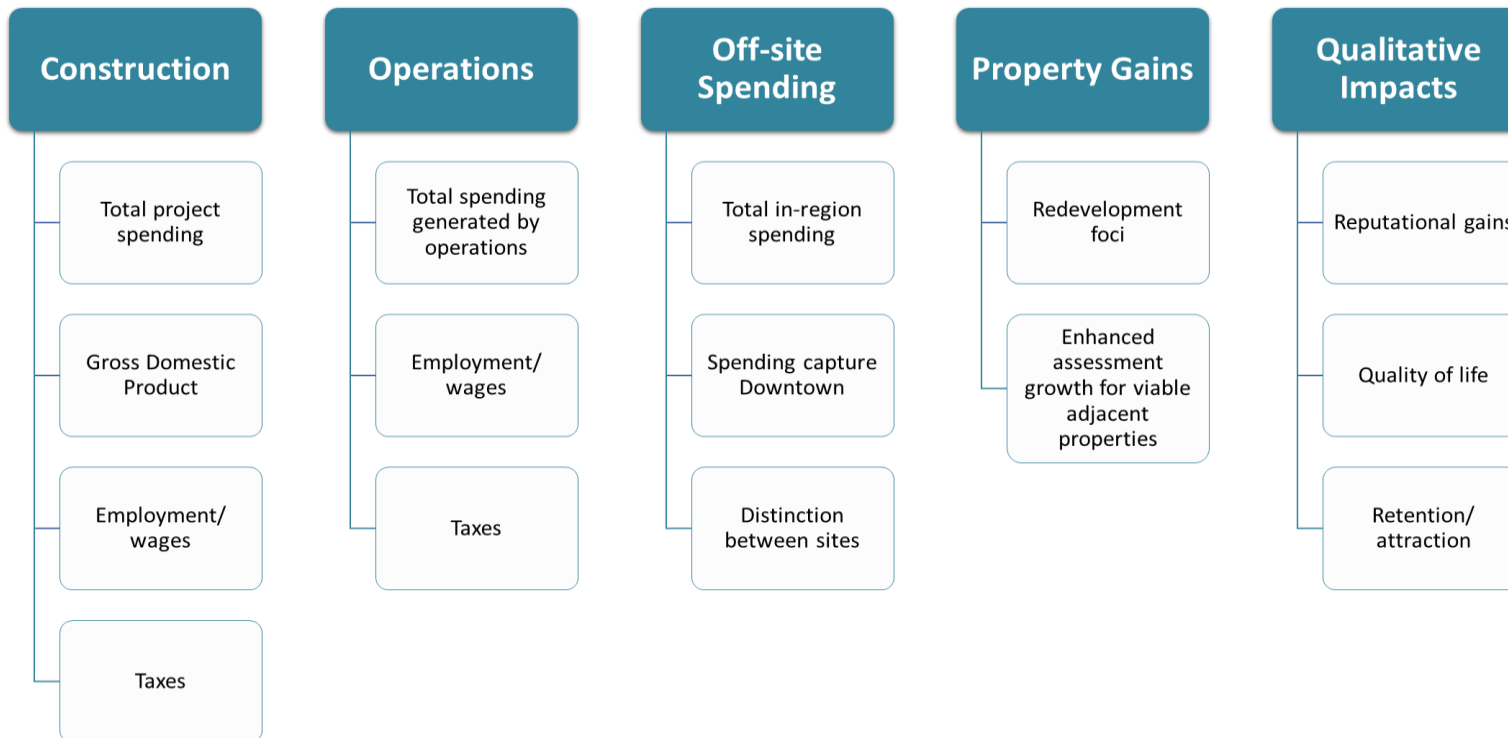 Construction
Total project
spending
Gross Domestic
Product
Employment/
wages
Taxes
Operations
Total spending
generated by
operations
Employment/
wages
Taxes
Off-site
Spending
Total in-region
spending
Spending capture
Downtown
Distinction
between sites
Property Gains
Redevelopment
foci
Enhanced
assessment
growth for viable
adjacent
properties
Qualitative
Impacts
Reputational gains
Quality of life
Retention/
attraction